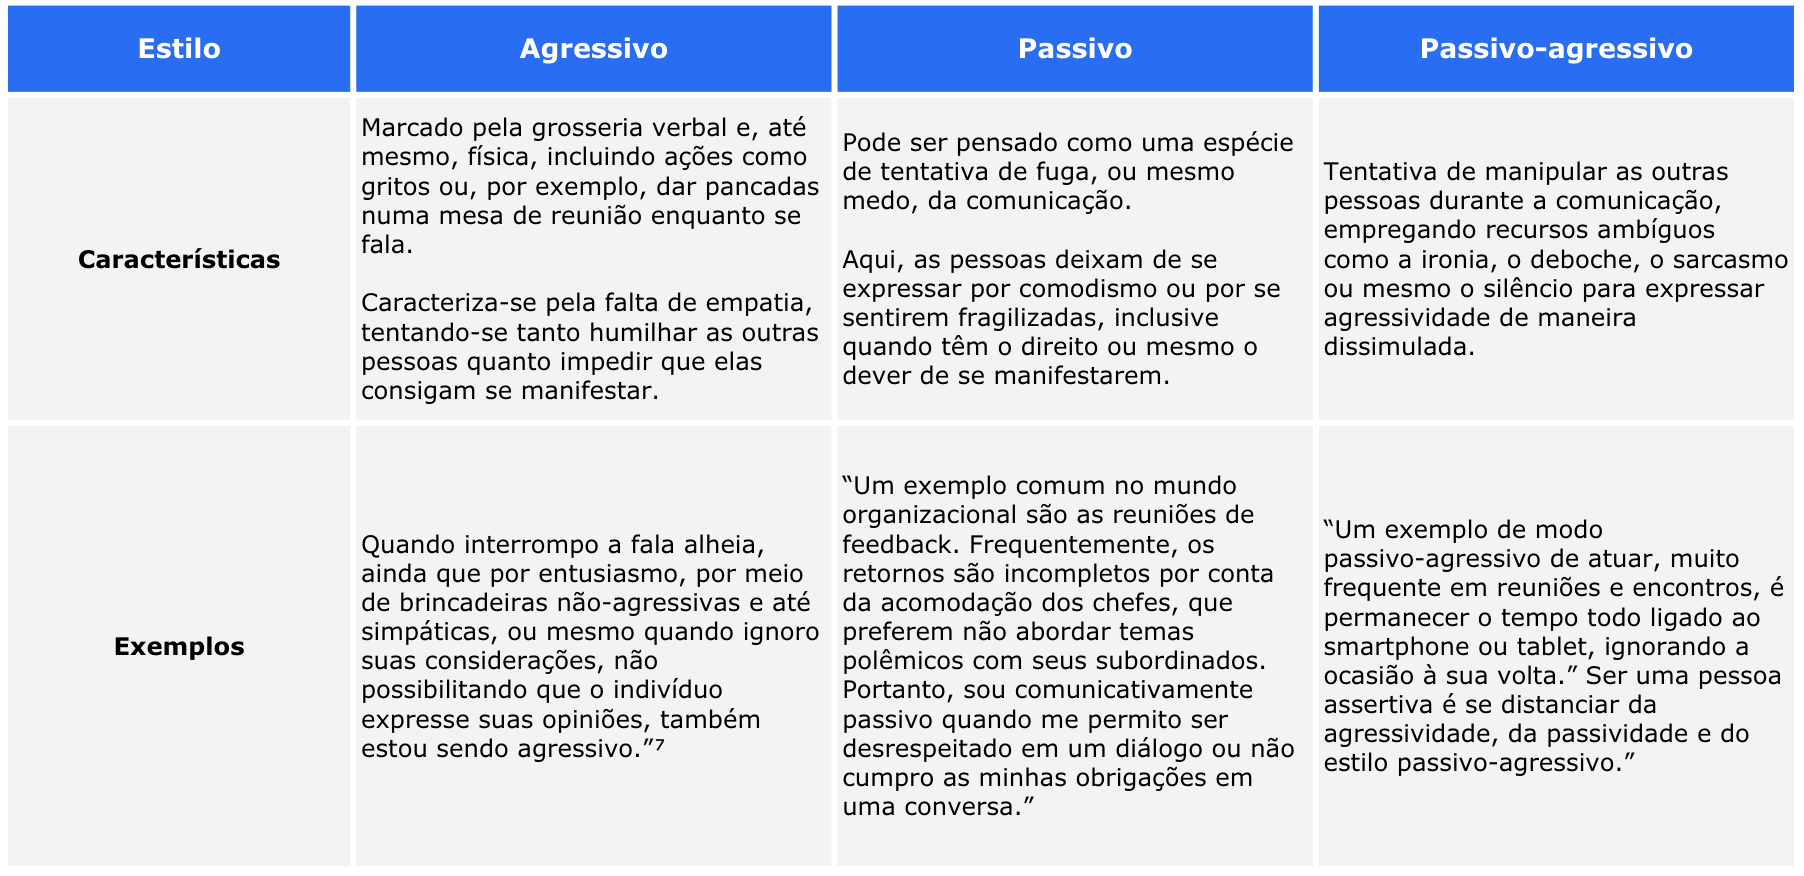 Estilo
Agressivo
Passivo
Passivo-agressivo
Características
Marcado pela grosseria verbal e, até
mesmo, física, incluindo ações como
gritos ou, por exemplo, dar pancadas
numa mesa de reunião enquanto se
fala.
Caracteriza-se pela falta de empatia,
tentando-se tanto humilhar as outras
pessoas quanto impedir que elas
consigam se manifestar.
Pode ser pensado como uma espécie
de tentativa de fuga, ou mesmo
medo, da comunicação.
Aqui, as pessoas deixam de se
expressar por comodismo ou por se
sentirem fragilizadas, inclusive
quando têm o direito ou mesmo o
dever de se manifestarem.
Tentativa de manipular as outras
pessoas durante a comunicação,
empregando recursos ambíguos
como a ironia, o deboche, o sarcasmo
ou mesmo o silêncio para expressar
agressividade de maneira
dissimulada.
Exemplos
Quando interrompo a fala alheia,
ainda que por entusiasmo, por meio
de brincadeiras não-agressivas e até
simpáticas, ou mesmo quando ignoro
suas considerações, não
possibilitando que o indivíduo
expresse suas opiniões, também
estou sendo agressivo.”⁷
“Um exemplo comum no mundo
organizacional são as reuniões de
feedback. Frequentemente, os
retornos são incompletos por conta
da acomodação dos chefes, que
preferem não abordar temas
polêmicos com seus subordinados.
Portanto, sou comunicativamente
passivo quando me permito ser
desrespeitado em um diálogo ou não
cumpro as minhas obrigações em
uma conversa.”
“Um exemplo de modo
passivo-agressivo de atuar, muito
frequente em reuniões e encontros, é
permanecer o tempo todo ligado ao
smartphone ou tablet, ignorando a
ocasião à sua volta.” Ser uma pessoa
assertiva é se distanciar da
agressividade, da passividade e do
estilo passivo-agressivo.”